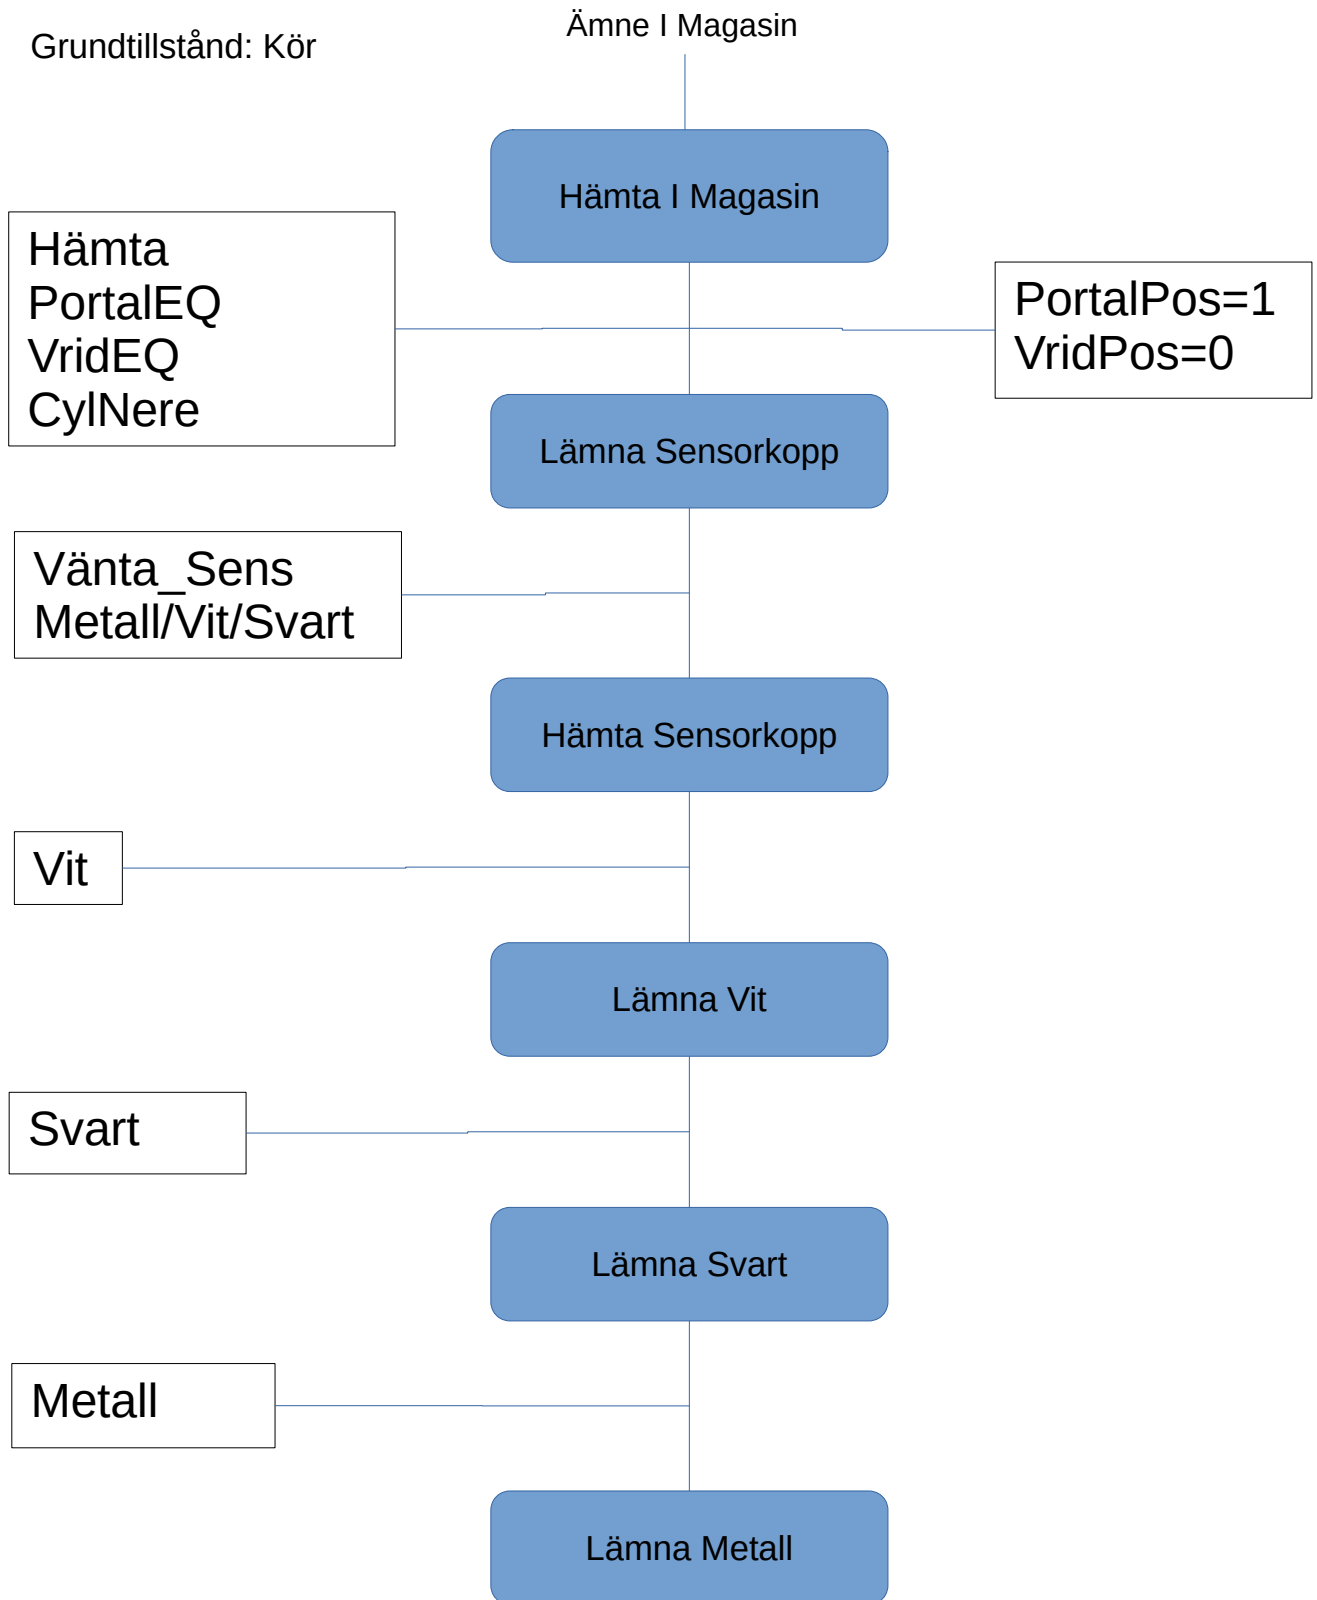 Ämne I Magasin
Grundtillstånd: Kör
Hämta I Magasin
Hämta
PortalEQ
VridEQ
CylNere
PortalPos=1
VridPos=0
Lämna Sensorkopp
Vänta_Sens
Metall/Vit/Svart
Hämta Sensorkopp
Vit
Lämna Vit
Svart
Lämna Svart
Metall
Lämna Metall